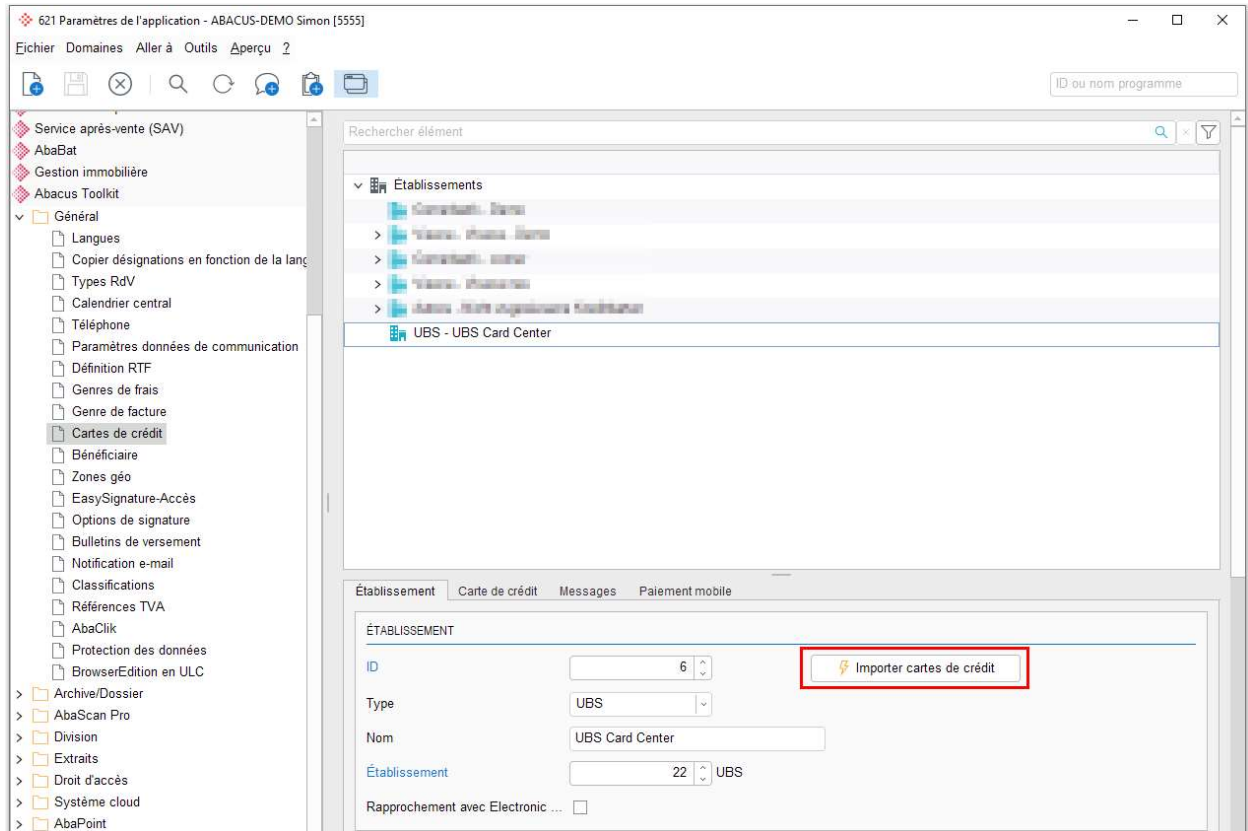 621 Paramètres de l'application - ABACUS-DEMO Simon [5555]
Fichier Domaines Aller à Outils Aperçu ?
ID ou nom programme
Service après-vente (SAV)
AbaBat
Gestion immobilière
Abacus Toolkit
Général
Langues
Copier désignations en fonction de la lang
Types RdV
Calendrier central
Téléphone
Paramètres données de communication
Définition RTF
Genres de frais
Genre de facture
Cartes de crédit
Bénéficiaire
Zones géo
EasySignature-Accès
Options de signature
Bulletins de versement
Notification e-mail
Classifications
Références TVA
AbaClik
Protection des données
BrowserEdition en ULC
Archive/Dossier
AbaScan Pro
Division
Extraits
Droit d'accès
Système cloud
AbaPoint
Rechercher élément
Établissements
UBS - UBS Card Center
Établissement Carte de crédit Messages Paiement mobile
ÉTABLISSEMENT
ID 6 Importer cartes de crédit
Type UBS
Nom UBS Card Center
Établissement 22 UBS
Rapprochement avec Electronic ...